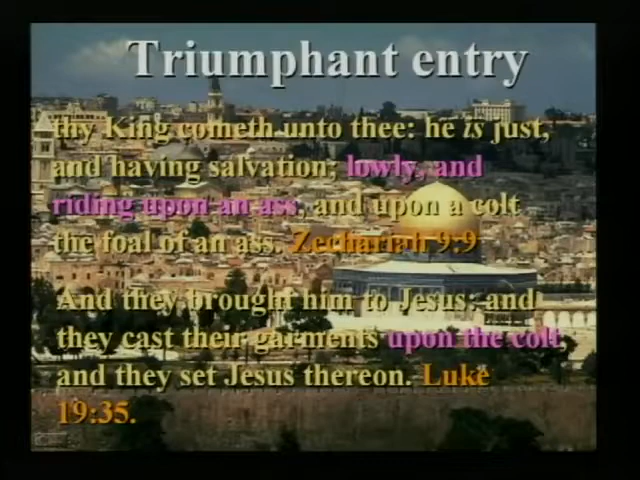 Triumphant entry
thy King cometh unto thee: he is just,
and having salvation; lowly, and
riding upon an ass, and upon a colt
the foal of an ass. Zechariah 9:9
And they brought him to Jesus: and
they cast their garments upon the colt,
and they set Jesus thereon. Luke
19:35.